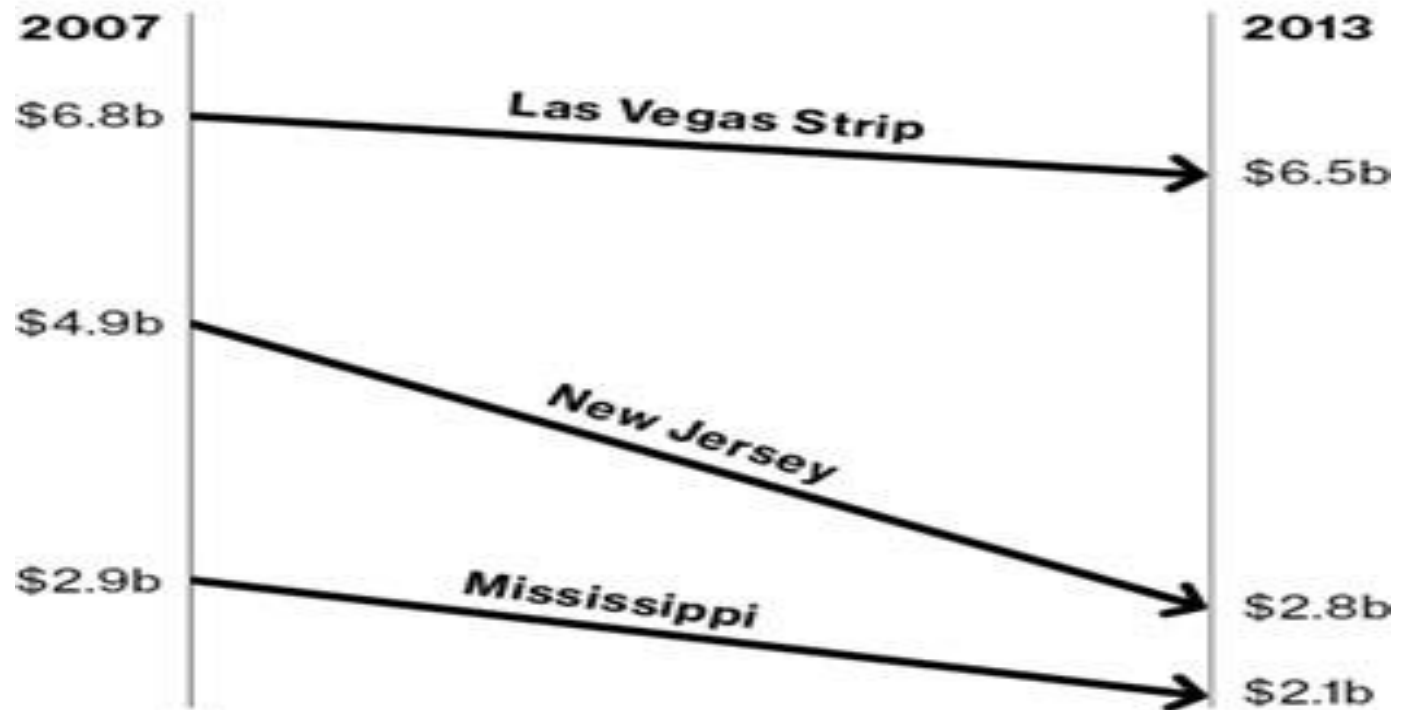 2007
2013
$6.8b
Las Vegas Strip
$6.5b
$4.9b
New Jersey
$2.8b
$2.9b
Mississippi
$2.1b